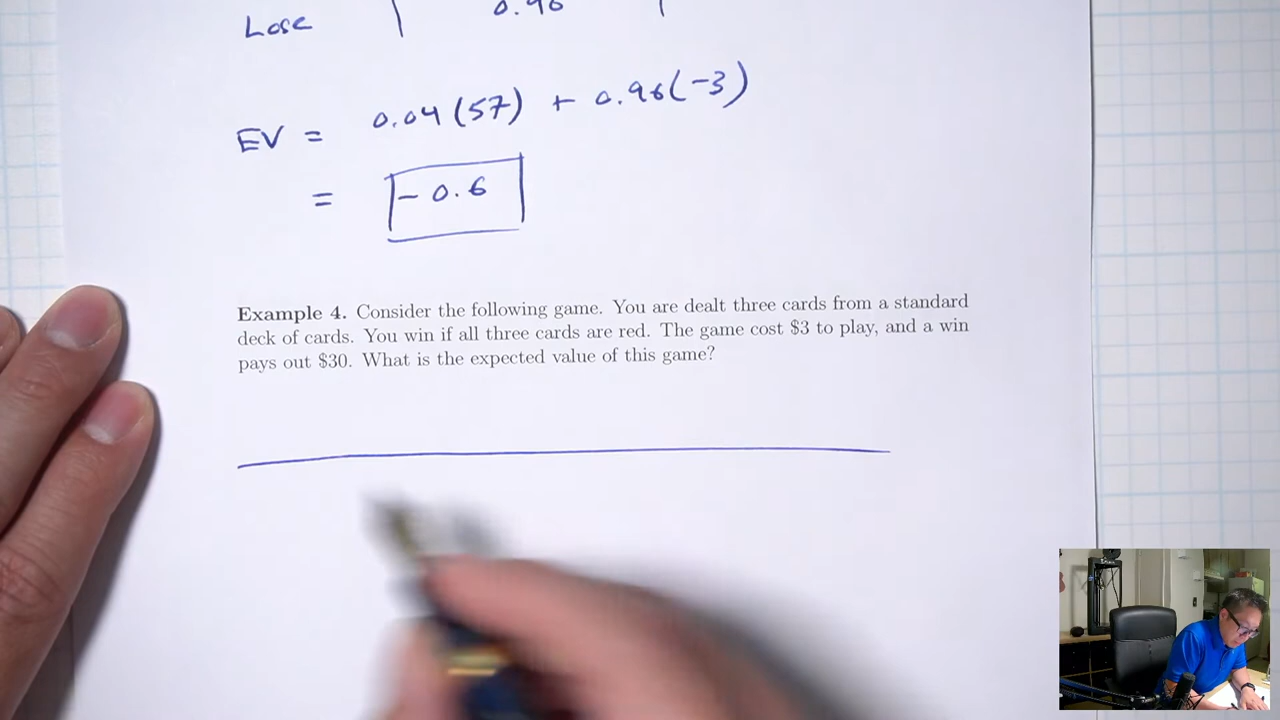 Lose | 0.96 |
EV = 0.04 (57) + 0.96(-3)
= -0.6
Example 4. Consider the following game. You are dealt three cards from a standard
deck of cards. You win if all three cards are red. The game cost $3 to play, and a win
pays out $30. What is the expected value of this game?